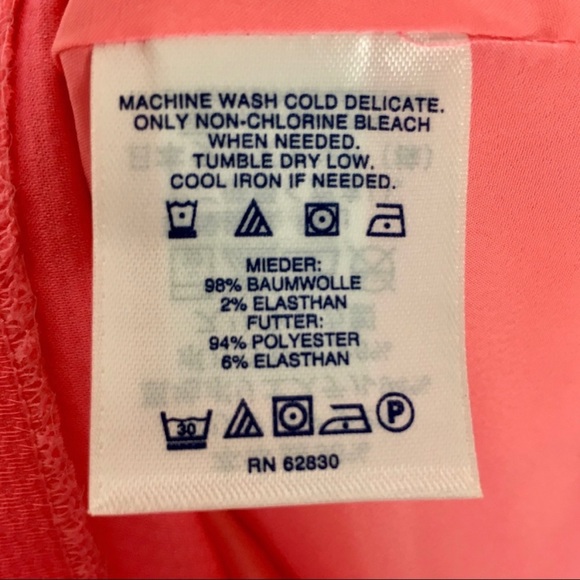 MACHINE WASH COLD DELICATE.
ONLY NON-CHLORINE BLEACH
WHEN NEEDED.
TUMBLE DRY LOW.
COOL IRON IF NEEDED.
MIEDER:
98% BAUMWOLLE
2% ELASTHAN
FUTTER:
94% POLYESTER
6% ELASTHAN
30 P
RN 62830